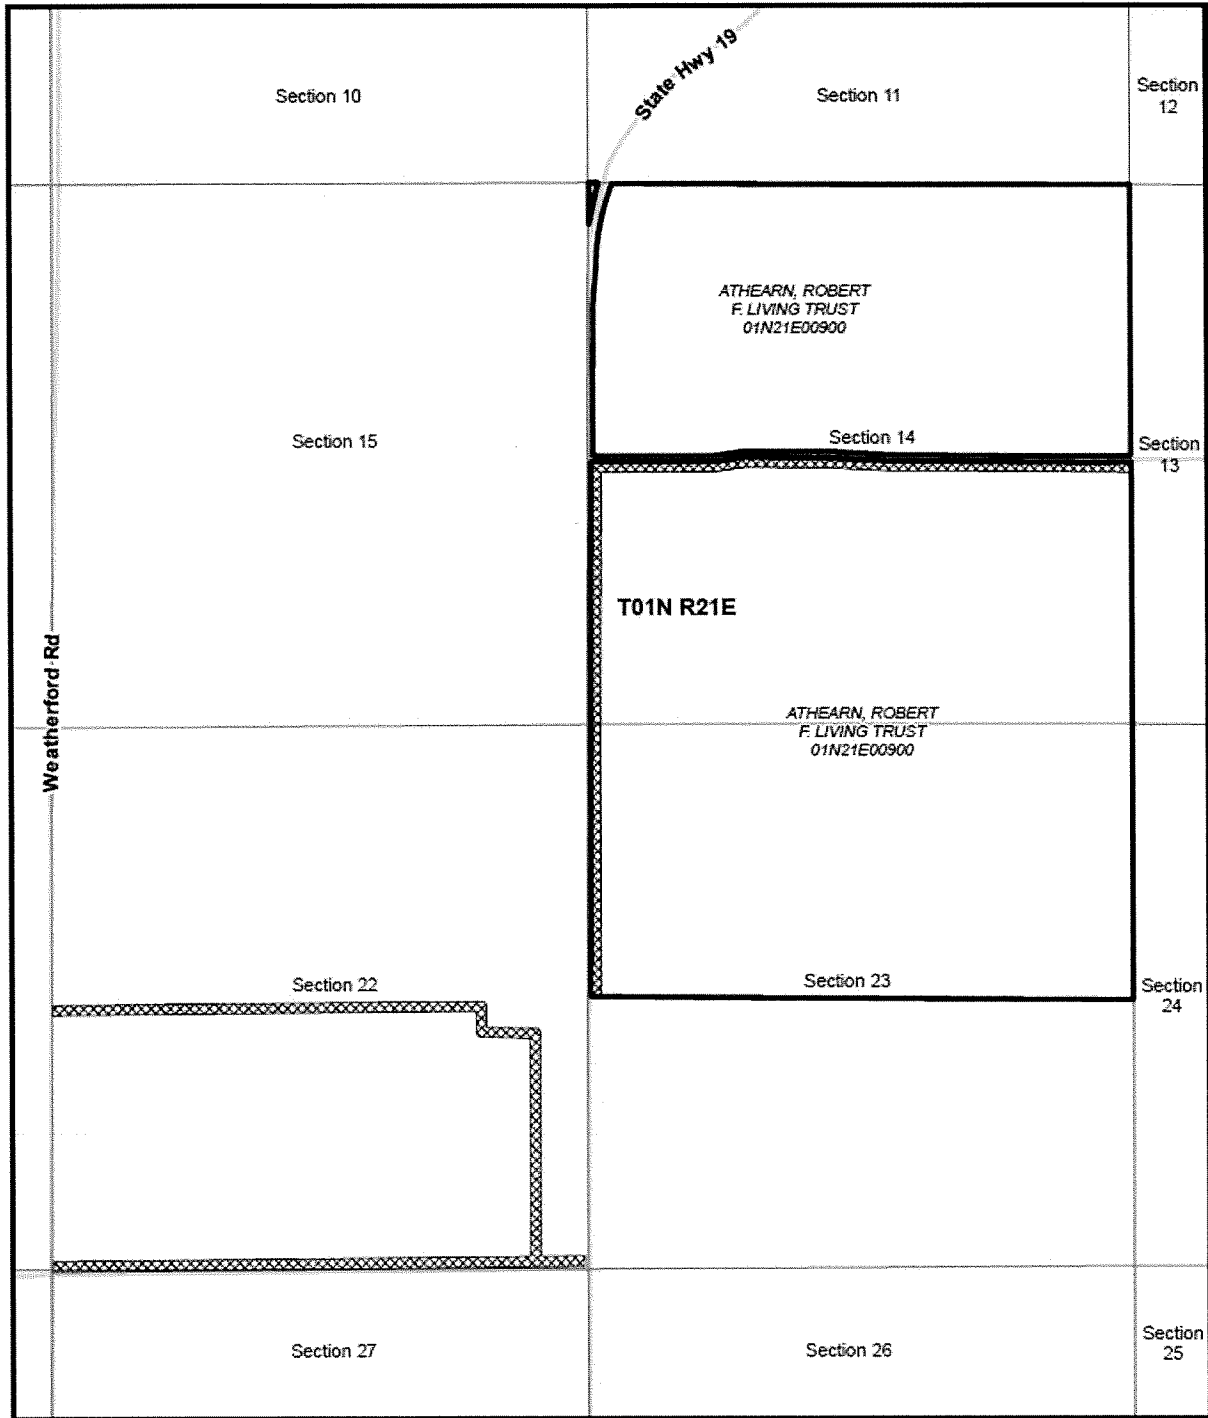 Section 10
State Hwy 19
Section 11
Section
12
ATHEARN, ROBERT
F. LIVING TRUST
01N21E00900
Section 15
Section 14
Section
13
T01N R21E
Weatherford Rd
ATHEARN, ROBERT
F. LIVING TRUST
01N21E00900
Section 22
Section 23
Section
24
Section 27
Section 26
Section
25